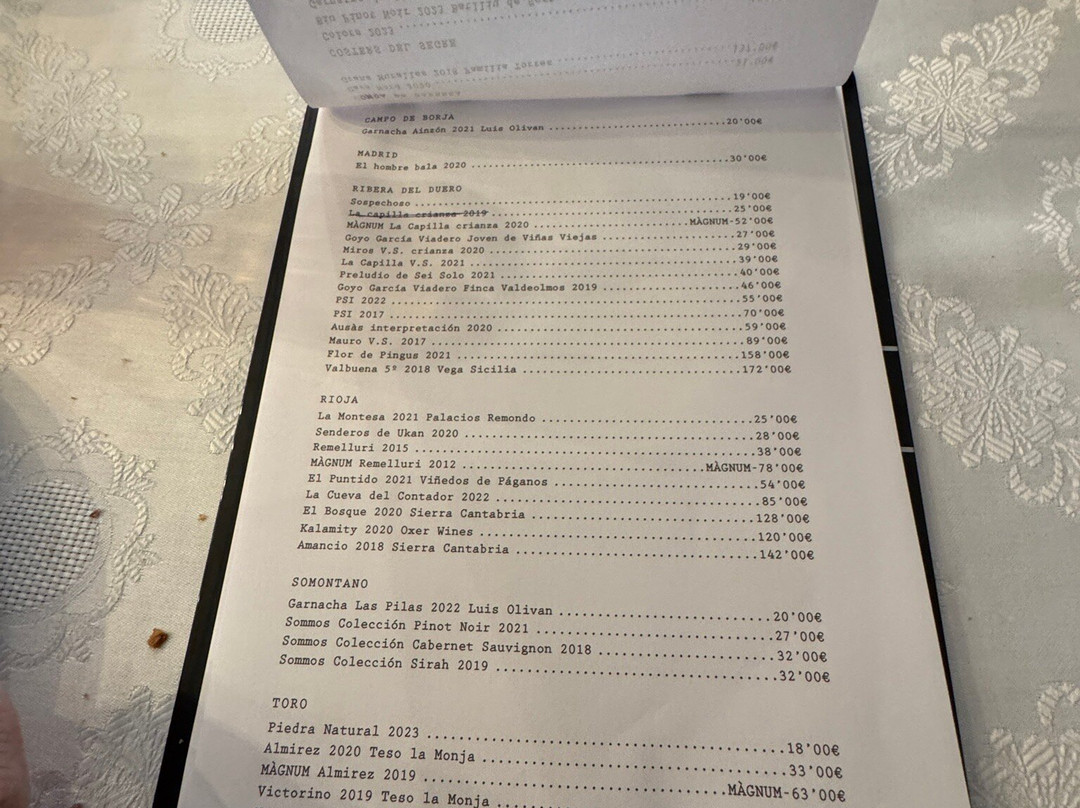 COSTERS DEL SEGRE
Grans Muralles 2018 Familia Torres ........ 137'00€
CAMPO DE BORJA
Garnacha Ainzón 2021 Luis Olivan ........ 20'00€
MADRID
El hombre bala 2020 ........ 30'00€
RIBERA DEL DUERO
Sospechoso ........ 19'00€
La capilla crianza 2019 ........ 25'00€
MÀGNUM La Capilla crianza 2020 ........ MÀGNUM-52'00€
Goyo García Viadero Joven de Viñas Viejas ........ 27'00€
Miros V.S. crianza 2020 ........ 29'00€
La Capilla V.S. 2021 ........ 39'00€
Preludio de Sei Solo 2021 ........ 40'00€
Goyo García Viadero Finca Valdeolmos 2019 ........ 46'00€
PSI 2022 ........ 55'00€
PSI 2017 ........ 70'00€
Ausàs interpretación 2020 ........ 59'00€
Mauro V.S. 2017 ........ 89'00€
Flor de Pingus 2021 ........ 158'00€
Valbuena 5º 2018 Vega Sicilia ........ 172'00€
RIOJA
La Montesa 2021 Palacios Remondo ........ 25'00€
Senderos de Ukan 2020 ........ 28'00€
Remelluri 2015 ........ 38'00€
MÀGNUM Remelluri 2012 ........ MÀGNUM-78'00€
El Puntido 2021 Viñedos de Páganos ........ 54'00€
La Cueva del Contador 2022 ........ 85'00€
El Bosque 2020 Sierra Cantabria ........ 128'00€
Kalamity 2020 Oxer Wines ........ 120'00€
Amancio 2018 Sierra Cantabria ........ 142'00€
SOMONTANO
Garnacha Las Pilas 2022 Luis Olivan ........ 20'00€
Sommos Colección Pinot Noir 2021 ........ 27'00€
Sommos Colección Cabernet Sauvignon 2018 ........ 32'00€
Sommos Colección Sirah 2019 ........ 32'00€
TORO
Piedra Natural 2023 ........ 18'00€
Almirez 2020 Teso la Monja ........ 33'00€
MÀGNUM Almirez 2019 ........ MÀGNUM-63'00€
Victorino 2019 Teso la Monja ........